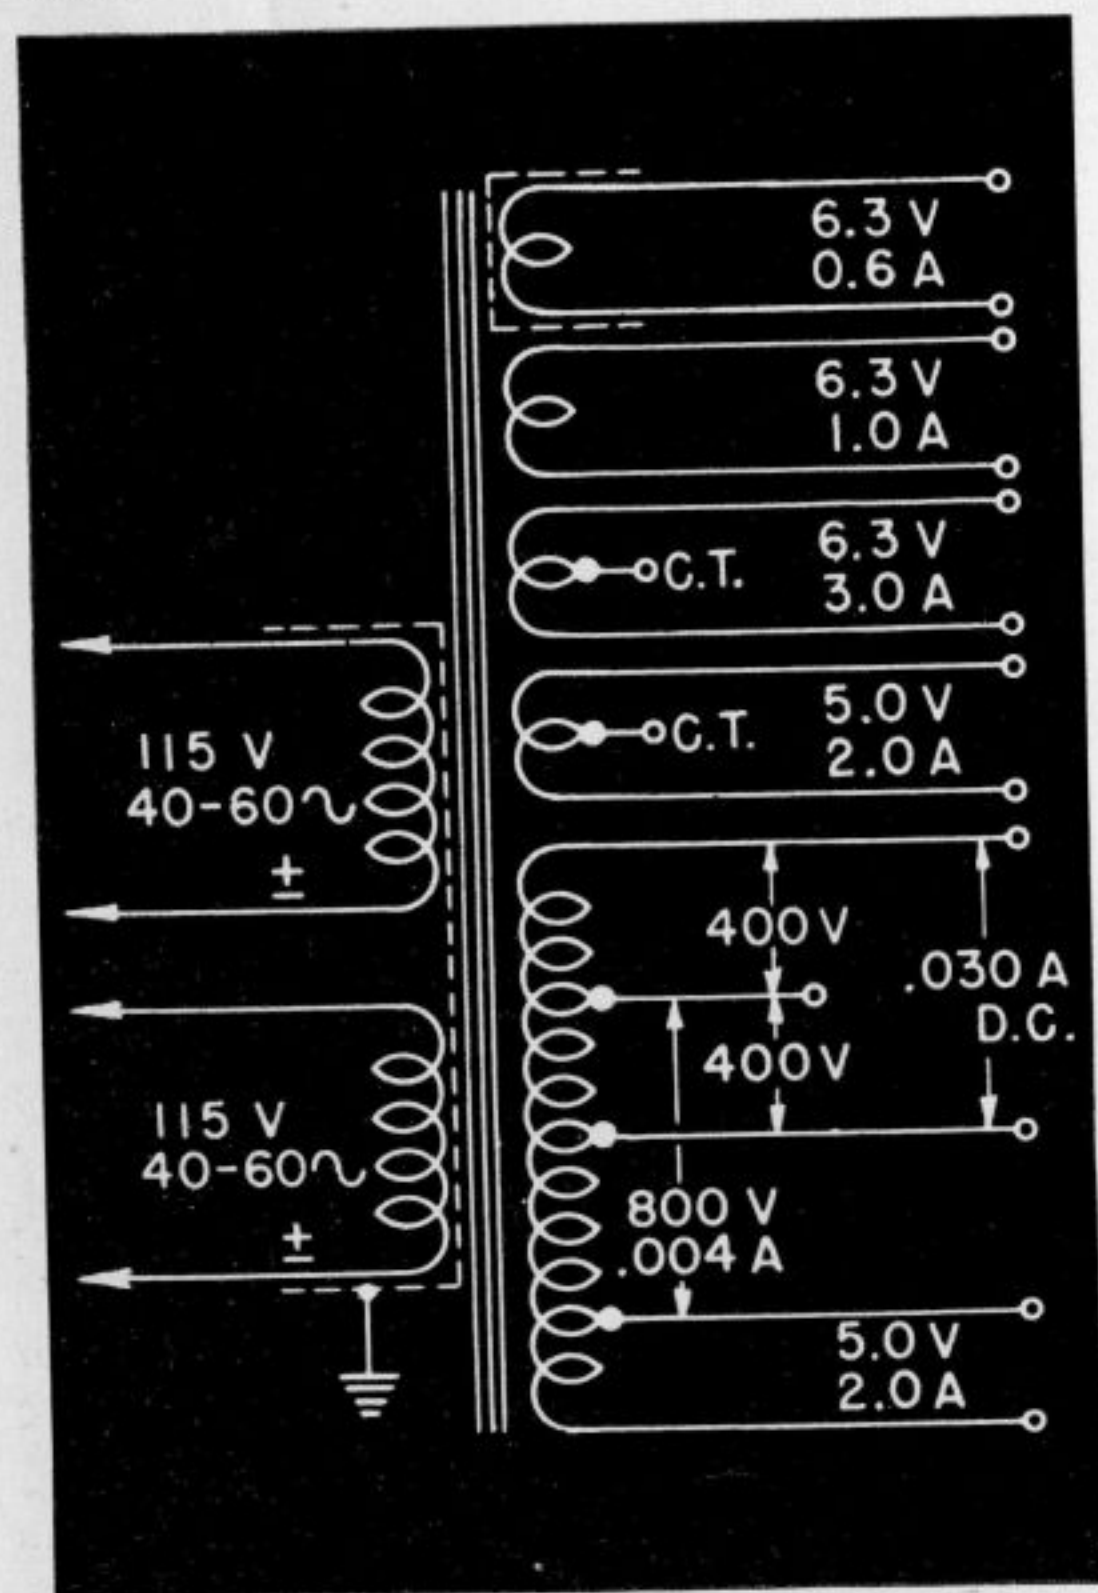 6.3 V
0.6 A
6.3 V
1.0 A
C.T.
6.3 V
3.0 A
C.T.
5.0 V
2.0 A
115 V
40-60∿
±
400 V
.030 A
D.C.
400 V
115 V
40-60∿
±
800 V
.004 A
5.0 V
2.0 A